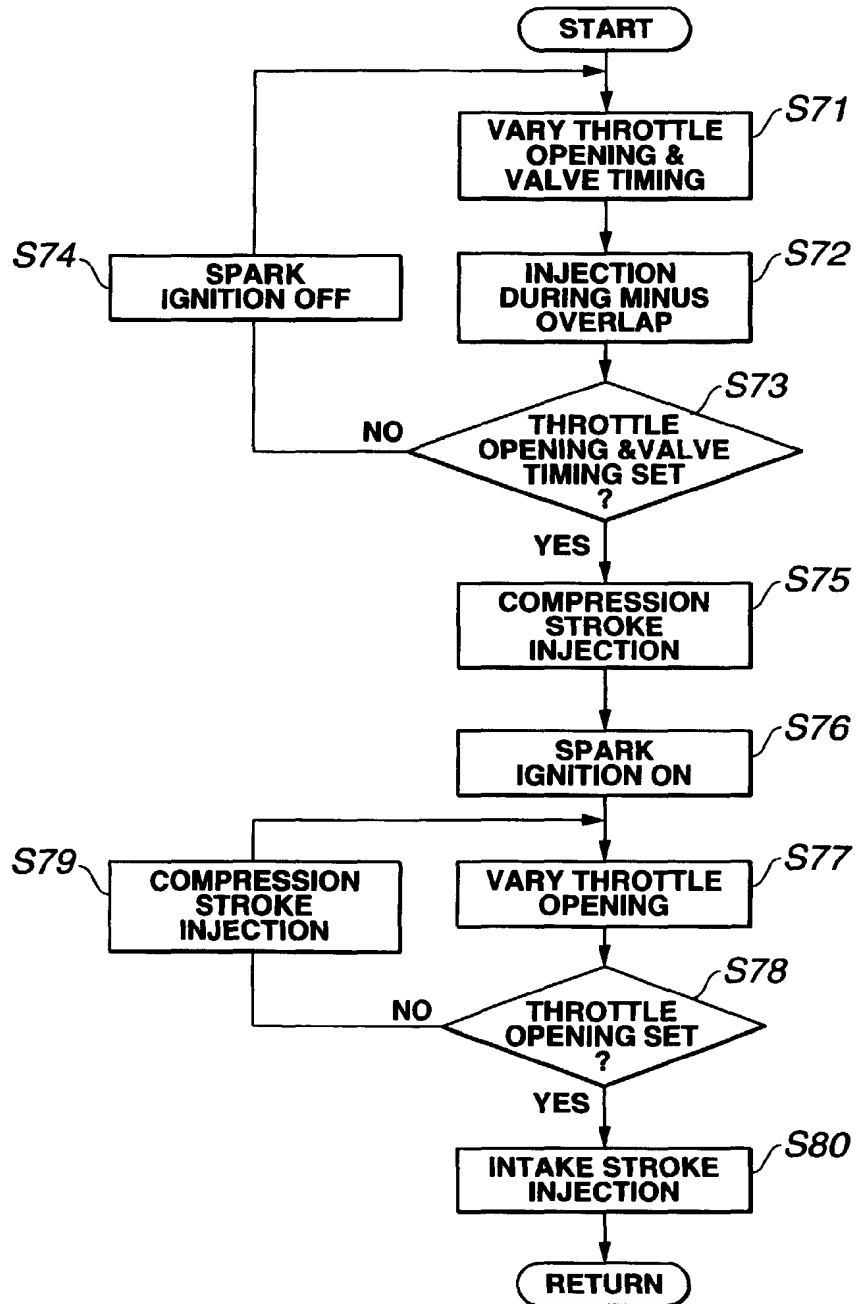 START
S71
VARY THROTTLE
OPENING &
VALVE TIMING
S72
INJECTION
DURING MINUS
OVERLAP
S74
SPARK
IGNITION OFF
S73
THROTTLE
OPENING &VALVE
TIMING SET
?
NO
YES
S75
COMPRESSION
STROKE
INJECTION
S76
SPARK
IGNITION ON
S77
VARY THROTTLE
OPENING
S79
COMPRESSION
STROKE
INJECTION
S78
THROTTLE
OPENING SET
?
NO
YES
S80
INTAKE STROKE
INJECTION
RETURN